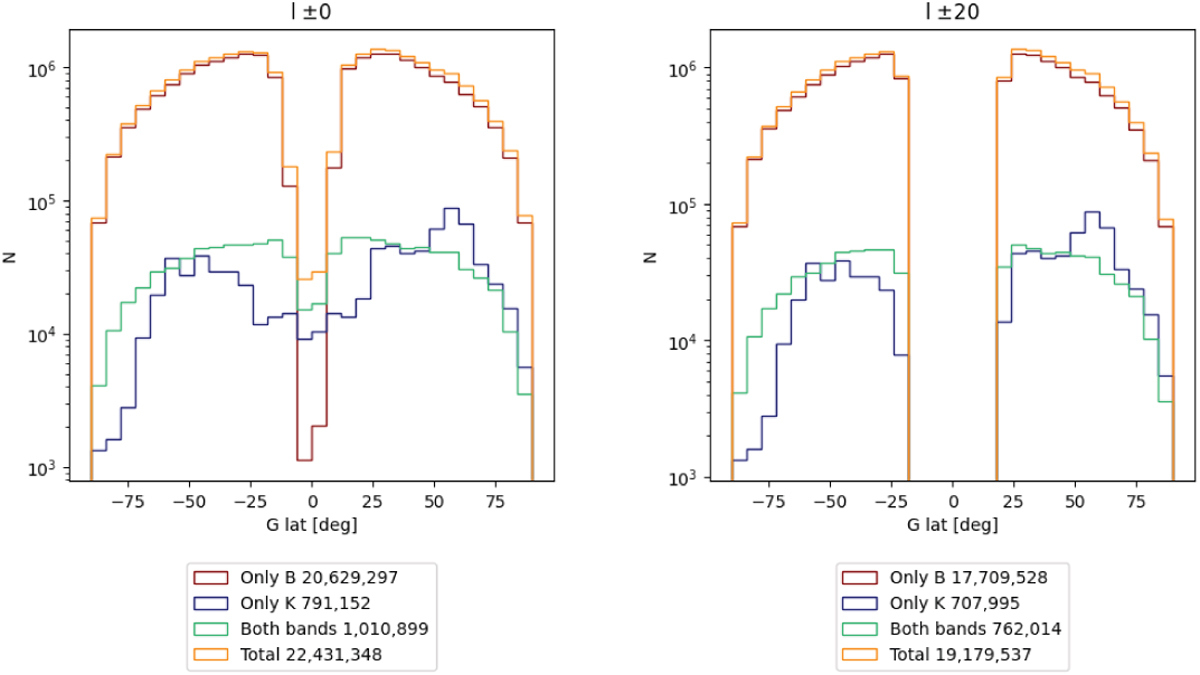 l ±0
10⁶
10⁵
10⁴
10³
N
−75 −50 −25 0 25 50 75
G lat [deg]
Only B 20,629,297
Only K 791,152
Both bands 1,010,899
Total 22,431,348
l ±20
10⁶
10⁵
10⁴
10³
N
−75 −50 −25 0 25 50 75
G lat [deg]
Only B 17,709,528
Only K 707,995
Both bands 762,014
Total 19,179,537